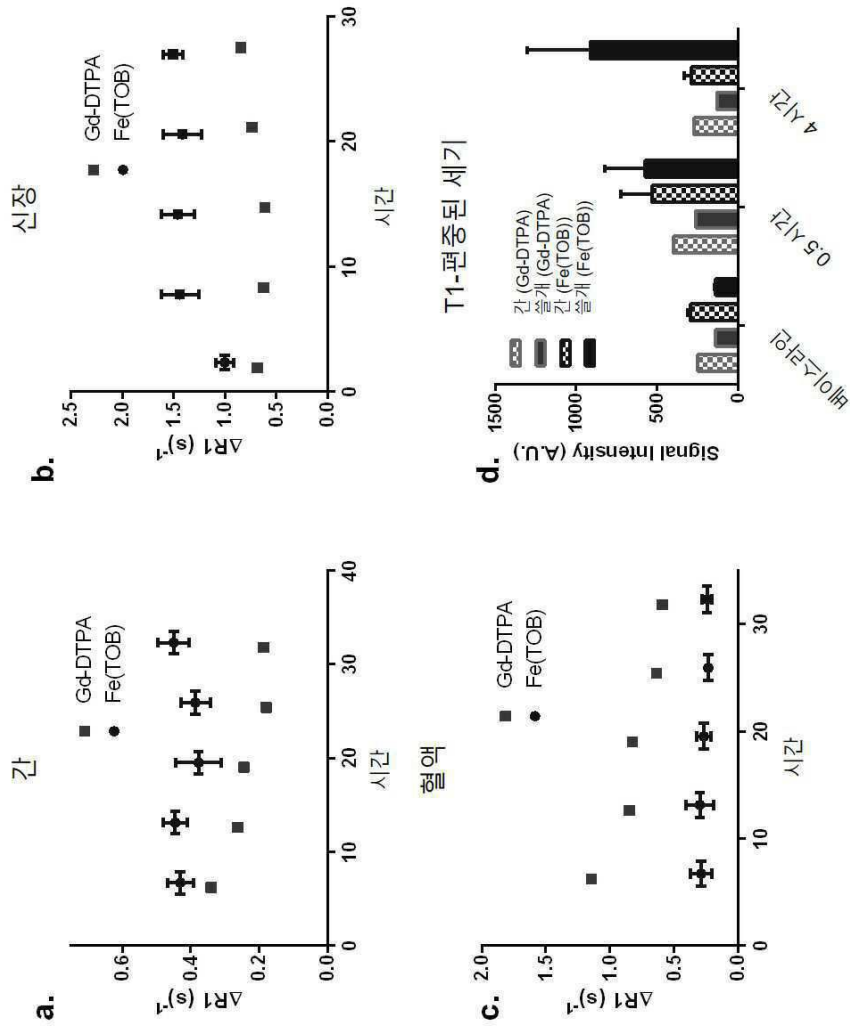 a.
간
ΔR1 (s)⁻¹
0.6
0.4
0.2
0.0
Gd-DTPA
Fe(TOB)
0
10
20
30
40
시간
b.
신장
ΔR1 (s)⁻¹
2.5
2.0
1.5
1.0
0.5
0.0
Gd-DTPA
Fe(TOB)
0
10
20
30
시간
c.
혈액
ΔR1 (s)⁻¹
2.0
1.5
1.0
0.5
0.0
Gd-DTPA
Fe(TOB)
0
10
20
30
시간
d.
T1-편중된 세기
Signal Intensity (A.U.)
1500
1000
500
0
간 (Gd-DTPA)
쓸개 (Gd-DTPA)
간 (Fe(TOB))
쓸개 (Fe(TOB))
베이스라인
0.5 시간
4 시간